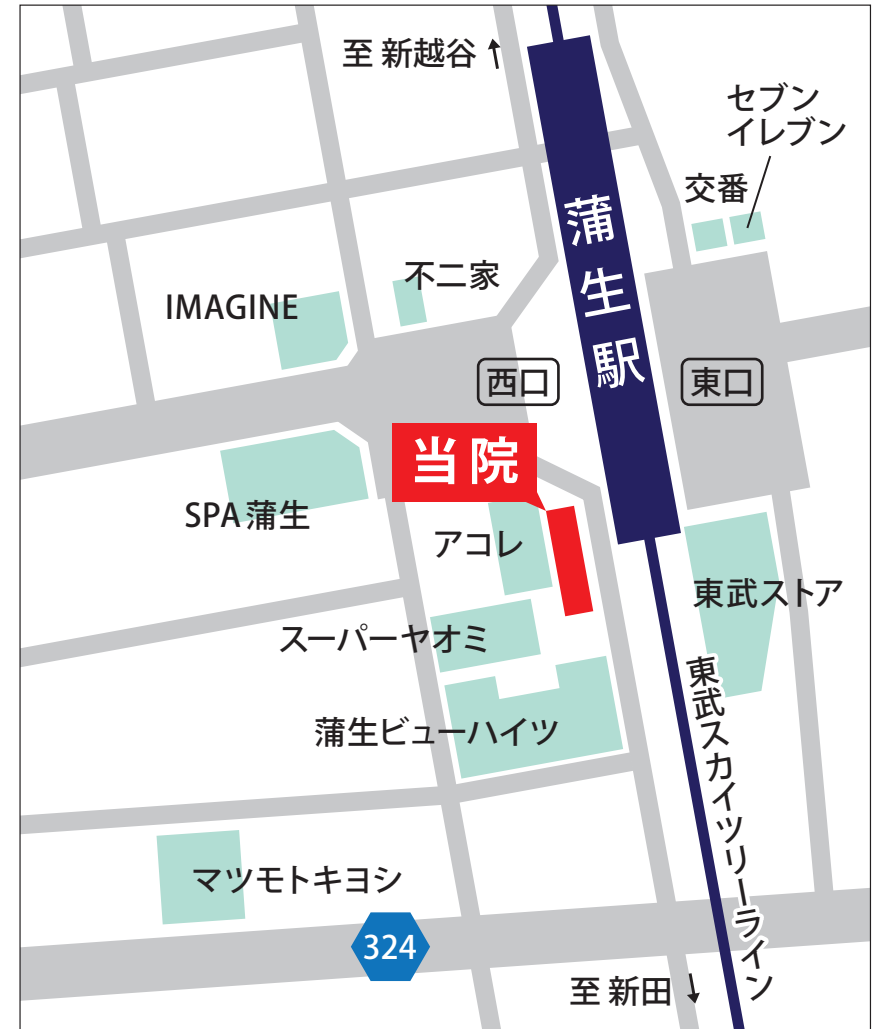 至 新越谷 ↑
セブン
イレブン
交番
蒲生駅
不二家
IMAGINE
西口
東口
当院
SPA 蒲生
アコレ
東武ストア
スーパーヤオミ
蒲生ビューハイツ
東武スカイツリーライン
マツモトキヨシ
324
至 新田 ↓